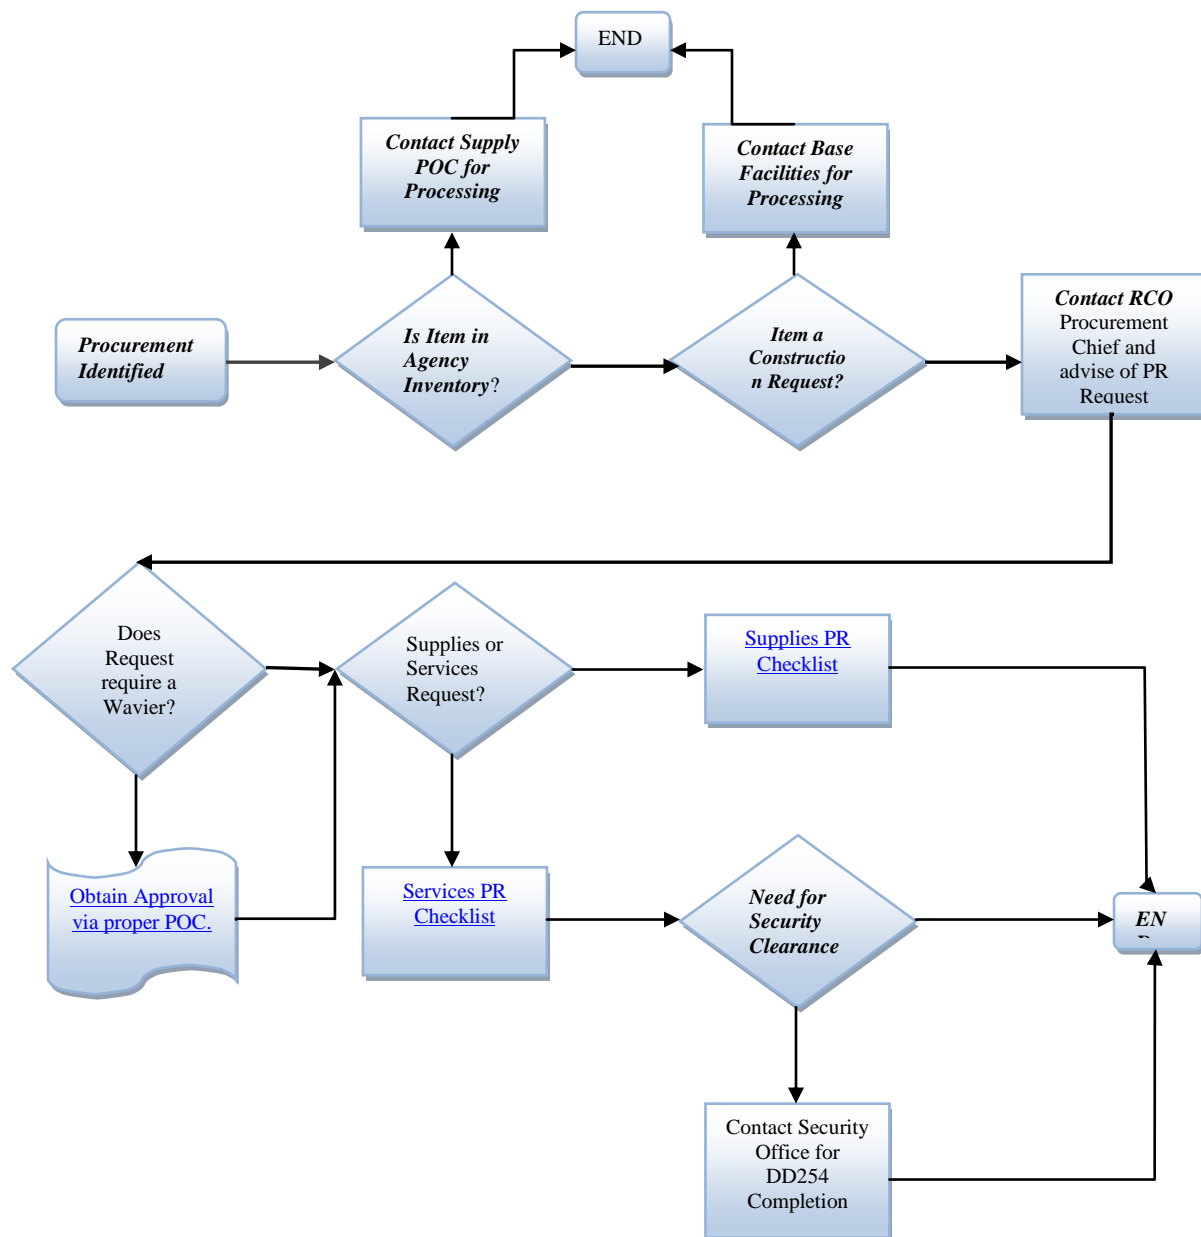 END
Contact Supply
POC for
Processing
Contact Base
Facilities for
Processing
Procurement
Identified
Is Item in
Agency
Inventory?
Item a
Constructio
n Request?
Contact RCO
Procurement
Chief and
advise of PR
Request
Does
Request
require a
Wavier?
Supplies or
Services
Request?
Supplies PR
Checklist
Obtain Approval
via proper POC.
Services PR
Checklist
Need for
Security
Clearance
EN
Contact Security
Office for
DD254
Completion